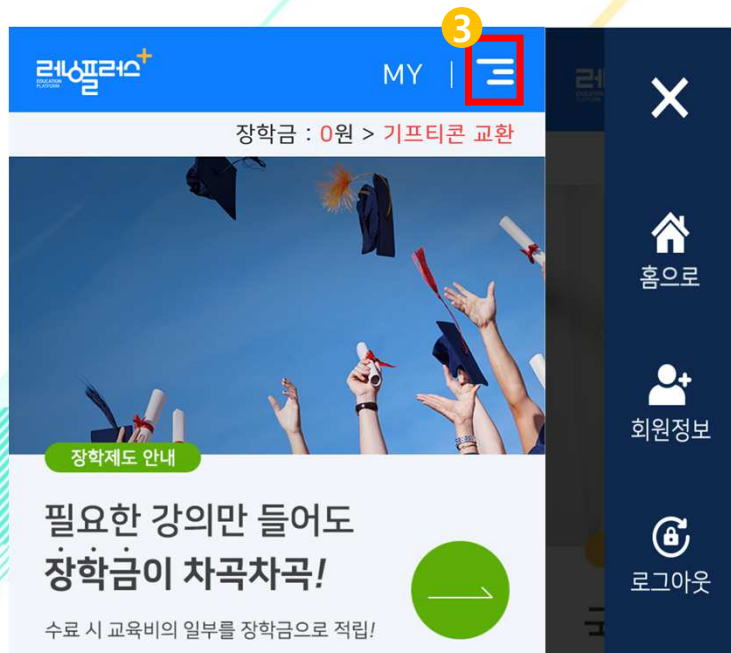 3
러닝플러스+
EDUCATION
PLATFORM
MY |
장학금 : 0원 > 기프티콘 교환
장학제도 안내
필요한 강의만 들어도
장학금이 차곡차곡!
수료 시 교육비의 일부를 장학금으로 적립!
홈으로
회원정보
로그아웃